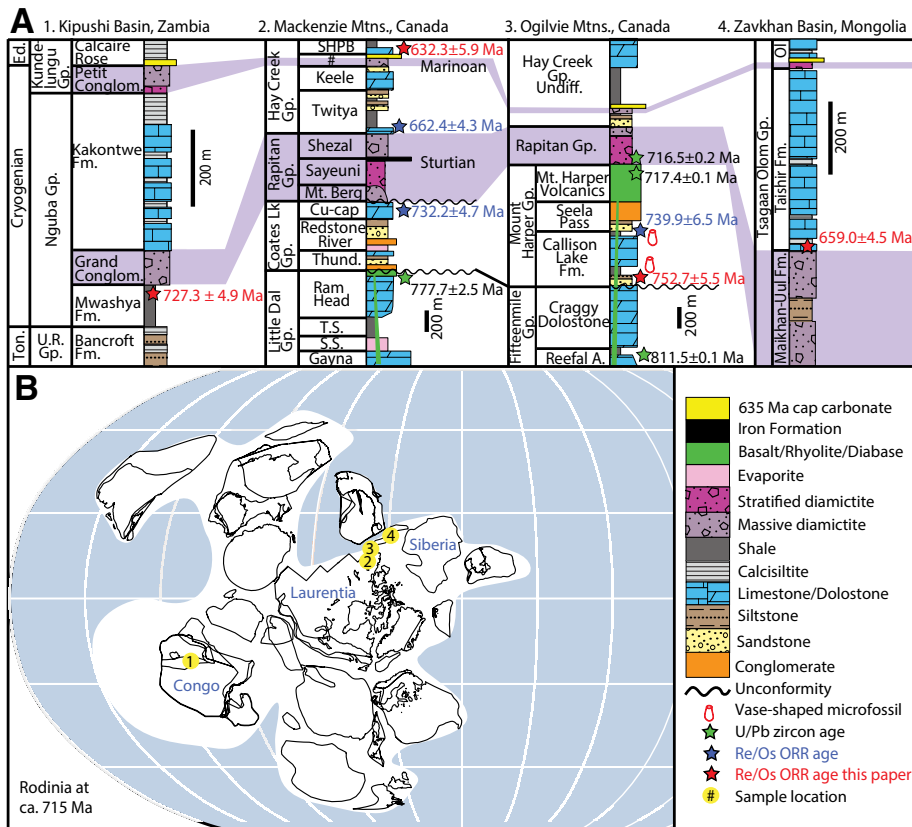 A
1. Kipushi Basin, Zambia
2. Mackenzie Mtns., Canada
3. Ogilvie Mtns., Canada
4. Zavkhan Basin, Mongolia
Ed.
Cryogenian
Ton.
Kunde-
lungu
Gp.
Nguba Gp.
U.R.
Gp.
Calcaire
Rose
Petit
Conglom.
Kakontwe
Fm.
Grand
Conglom.
Mwashya
Fm.
Bancroft
Fm.
200 m
727.3 ± 4.9 Ma
Hay Creek
Gp.
Rapitan
Gp.
Coates Lk
Gp.
Little Dal
Gp.
SHPB
#
Keele
Twitya
Shezal
Sayeuni
Mt. Berg
Cu-cap
Redstone
River
Thund.
Ram
Head
T.S.
S.S.
Gayna
632.3±5.9 Ma
Marinoan
662.4±4.3 Ma
Sturtian
732.2±4.7 Ma
777.7±2.5 Ma
200 m
Hay Creek
Gp.
Undiff.
Rapitan Gp.
Mount
Harper Gp.
Fifteenmile
Gp.
Mt. Harper
Volcanics
Seela
Pass
Callison
Lake
Fm.
Craggy
Dolostone
Reefal A.
716.5±0.2 Ma
717.4±0.1 Ma
739.9±6.5 Ma
752.7±5.5 Ma
200 m
811.5±0.1 Ma
Tsagaan Olom Gp.
Ol
Taishir Fm.
Maikhan-Uul Fm.
200 m
659.0±4.5 Ma
B
4
3
2
1
Siberia
Laurentia
Congo
Rodinia at
ca. 715 Ma
635 Ma cap carbonate
Iron Formation
Basalt/Rhyolite/Diabase
Evaporite
Stratified diamictite
Massive diamictite
Shale
Calcisiltite
Limestone/Dolostone
Siltstone
Sandstone
Conglomerate
Unconformity
Vase-shaped microfossil
U/Pb zircon age
Re/Os ORR age
Re/Os ORR age this paper
# Sample location